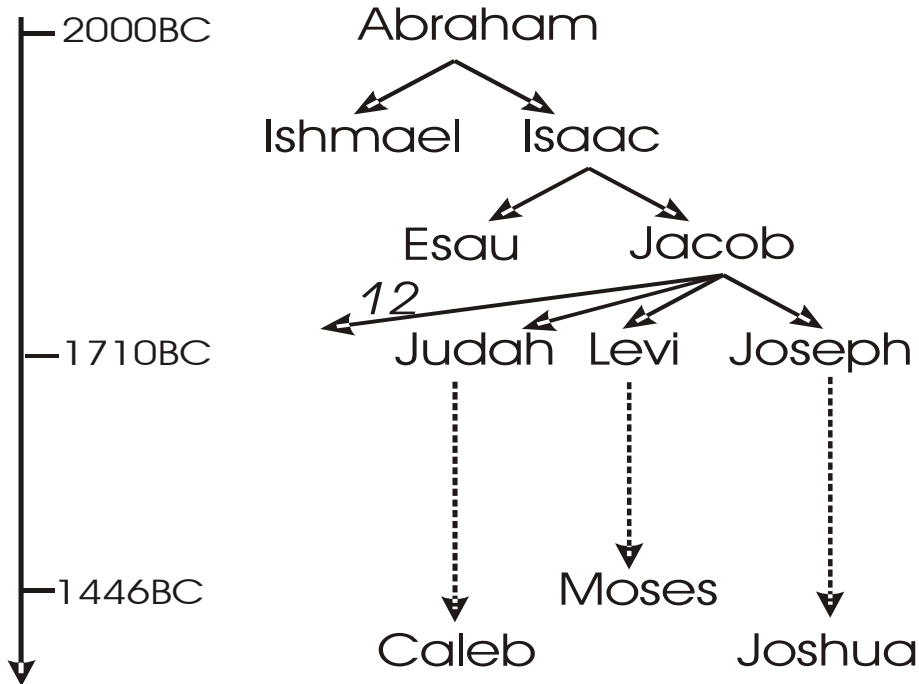 2000BC Abraham
Ishmael Isaac
Esau Jacob
12
1710BC Judah Levi Joseph
1446BC Moses
Caleb Joshua